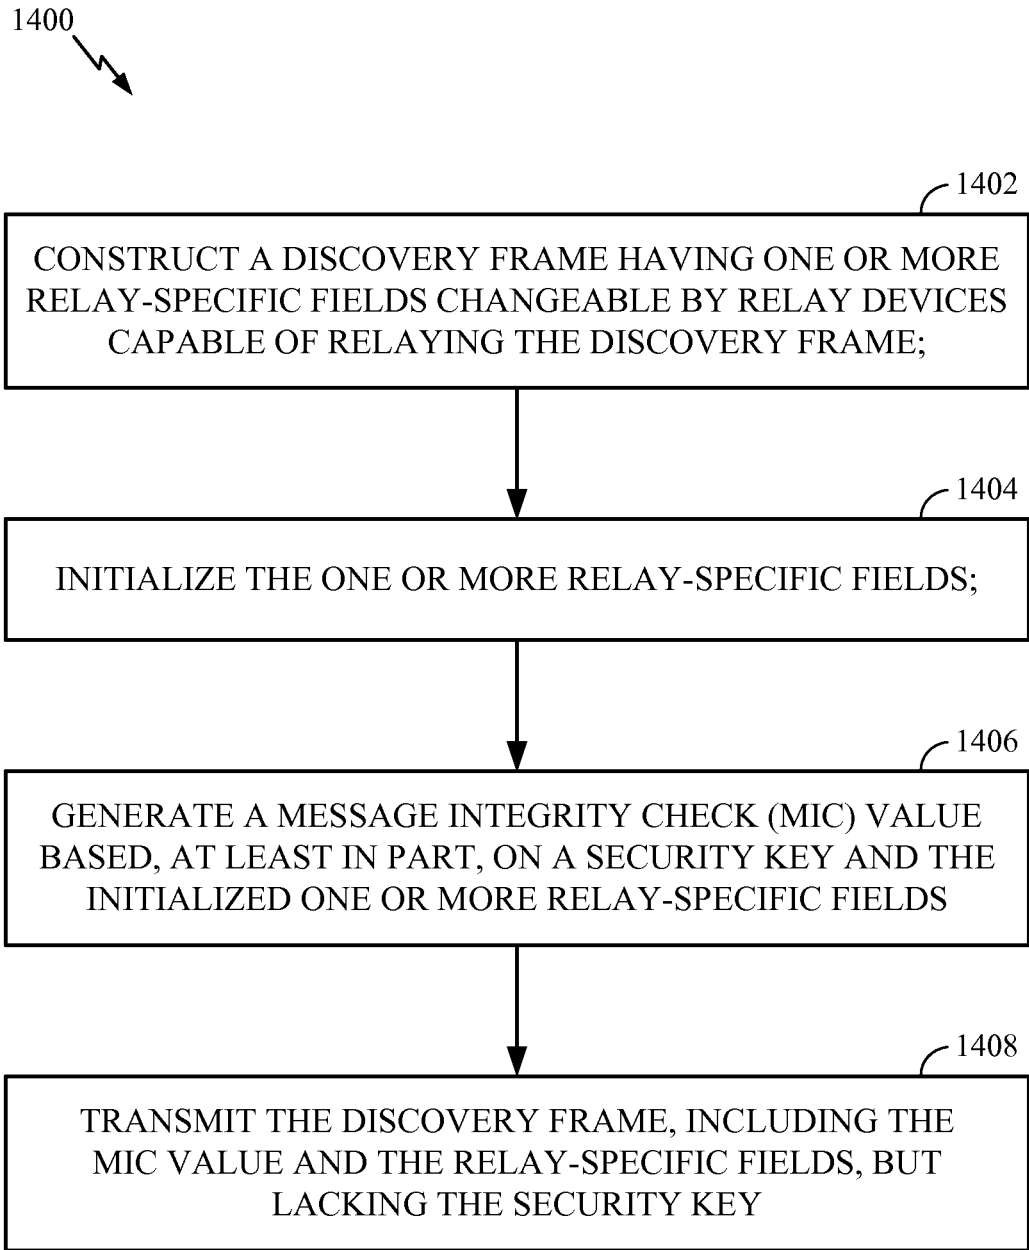 1400
1402
CONSTRUCT A DISCOVERY FRAME HAVING ONE OR MORE
RELAY-SPECIFIC FIELDS CHANGEABLE BY RELAY DEVICES
CAPABLE OF RELAYING THE DISCOVERY FRAME;
1404
INITIALIZE THE ONE OR MORE RELAY-SPECIFIC FIELDS;
1406
GENERATE A MESSAGE INTEGRITY CHECK (MIC) VALUE
BASED, AT LEAST IN PART, ON A SECURITY KEY AND THE
INITIALIZED ONE OR MORE RELAY-SPECIFIC FIELDS
1408
TRANSMIT THE DISCOVERY FRAME, INCLUDING THE
MIC VALUE AND THE RELAY-SPECIFIC FIELDS, BUT
LACKING THE SECURITY KEY